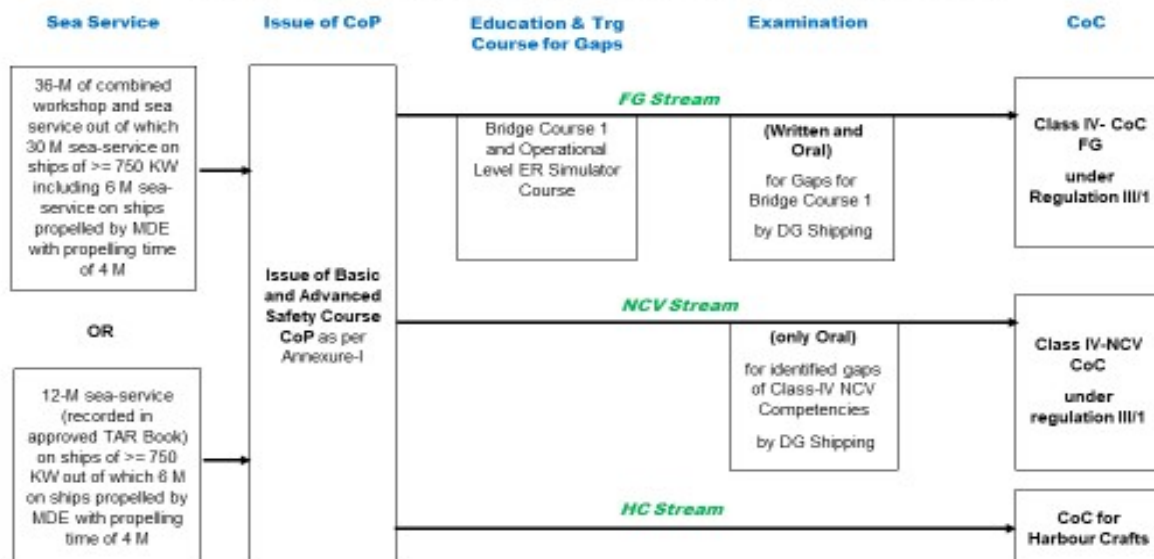 Sea Service
Issue of CoP
Education & Trg
Course for Gaps
Examination
CoC
36-M of combined
workshop and sea
service out of which
30 M sea-service on
ships of >= 750 KW
including 6 M sea-
service on ships
propelled by MDE
with propelling time
of 4 M
OR
12-M sea-service
(recorded in
approved TAR Book)
on ships of >= 750
KW out of which 6 M
on ships propelled by
MDE with propelling
time of 4 M
Issue of Basic
and Advanced
Safety Course
CoP as per
Annexure-I
FG Stream
Bridge Course 1
and Operational
Level ER Simulator
Course
(Written and
Oral)
for Gaps for
Bridge Course 1
by DG Shipping
Class IV- CoC
FG
under
Regulation III/1
NCV Stream
(only Oral)
for identified gaps
of Class-IV NCV
Competencies
by DG Shipping
Class IV-NCV
CoC
under
regulation III/1
HC Stream
CoC for
Harbour Crafts